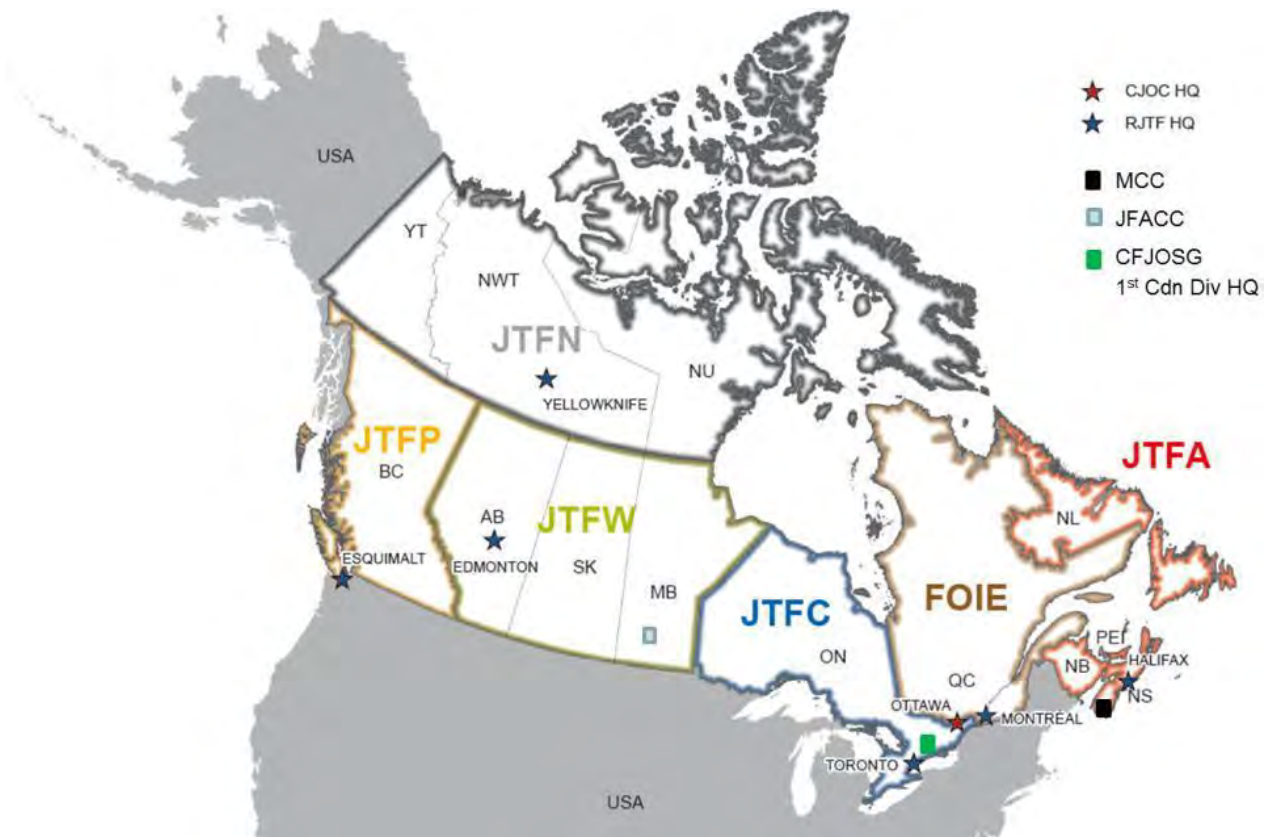 CJOC HQ
RJTF HQ
MCC
JFACC
CFJOSG
1st Cdn Div HQ
USA
YT
NWT
JTFN
NU
YELLOWKNIFE
JTFP
BC
JTFA
AB
JTFW
NL
ESQUIMALT
EDMONTON
SK
MB
JTFC
FOIE
ON
PEI
NB
HALIFAX
QC
NS
OTTAWA
MONTRÉAL
TORONTO
USA